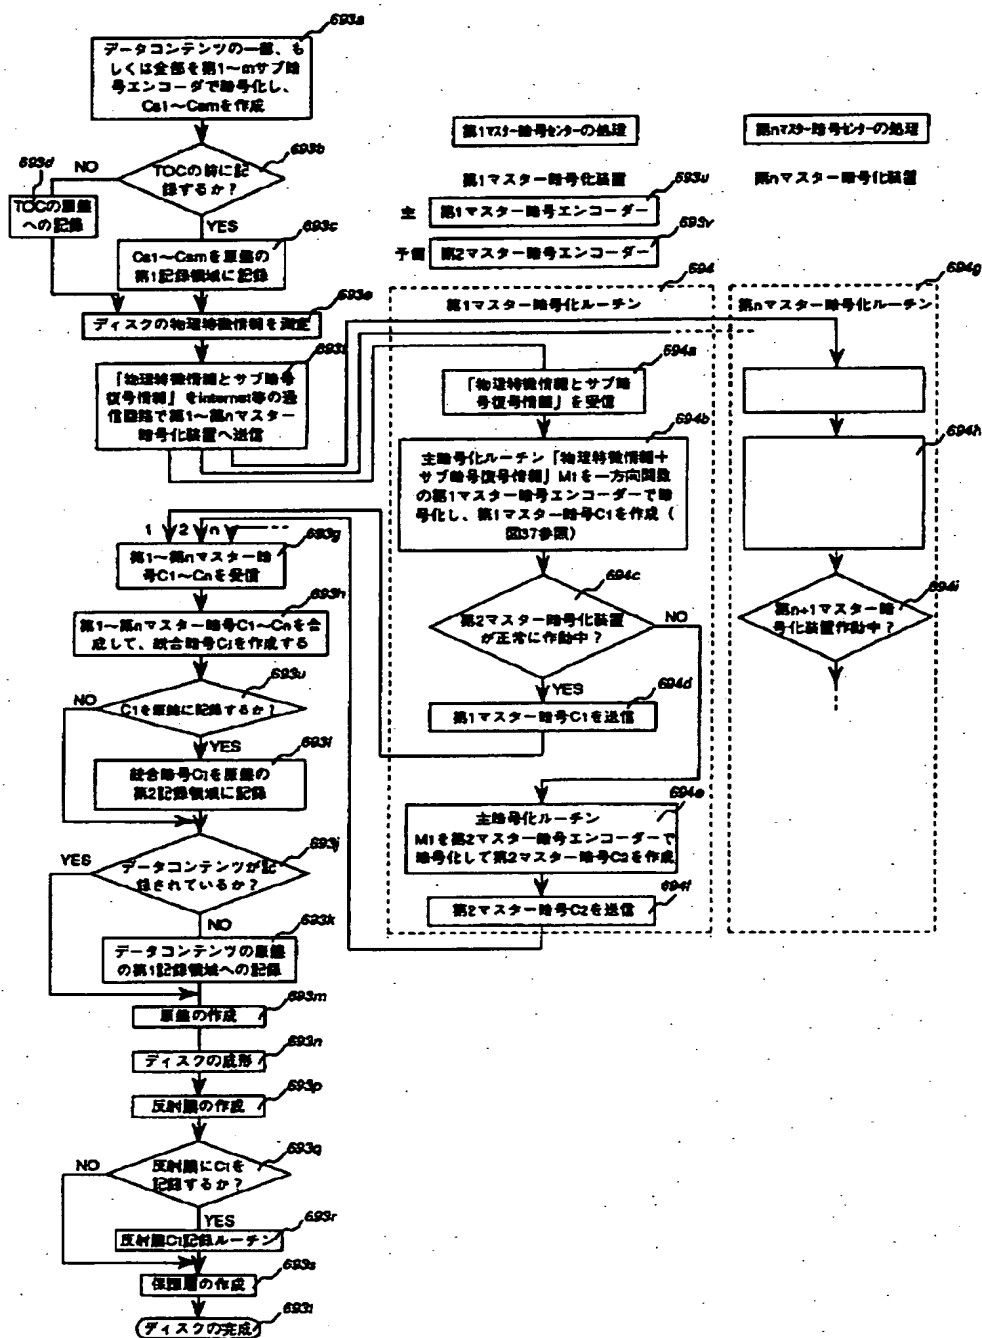 693a
データコンテンツの一部、も
しくは全部を第1～mサブ暗
号エンコーダで暗号化し、
Cs1～Csmを作成
693b
TOCの前に記
録するか？
NO
YES
693d
TOCの原盤
への記録
693c
Cs1～Csmを原盤の
第1記録領域に記録
693e
ディスクの物理特徴情報を測定
693f
「物理特徴情報とサブ暗号
復号情報」をinternet等の通
信回路で第1～第nマスター
暗号化装置へ送信
1 2 n
693g
第1～第nマスター暗
号C1～Cnを受信
693h
第1～第nマスター暗号C1～Cnを合
成して、統合暗号CIを作成する
693u
CIを原盤に記録するか？
NO
YES
693i
統合暗号CIを原盤の
第2記録領域に記録
693j
データコンテンツが記
録されているか？
YES
NO
693k
データコンテンツの原盤
の第1記録領域への記録
693m
原盤の作成
693n
ディスクの成形
693p
反射膜の作成
693q
反射膜にCIを
記録するか？
NO
YES
693r
反射膜CI記録ルーチン
693s
保護層の作成
693t
ディスクの完成
第1マスター暗号センターの処理
第1マスター暗号化装置
主
第1マスター暗号エンコーダー
693u
予備
第2マスター暗号エンコーダー
693v
694
第1マスター暗号化ルーチン
694a
「物理特徴情報とサブ暗
号復号情報」を受信
694b
主暗号化ルーチン「物理特徴情報＋
サブ暗号復号情報」M1を一方向関数
の第1マスター暗号エンコーダーで暗
号化し、第1マスター暗号C1を作成（
図37参照）
694c
第2マスター暗号化装置
が正常に作動中？
NO
YES
694d
第1マスター暗号C1を送信
694e
主暗号化ルーチン
M1を第2マスター暗号エンコーダーで
暗号化して第2マスター暗号C2を作成
694f
第2マスター暗号C2を送信
第nマスター暗号センターの処理
第nマスター暗号化装置
694g
第nマスター暗号化ルーチン
694h
694i
第n+1マスター暗
号化装置作動中？